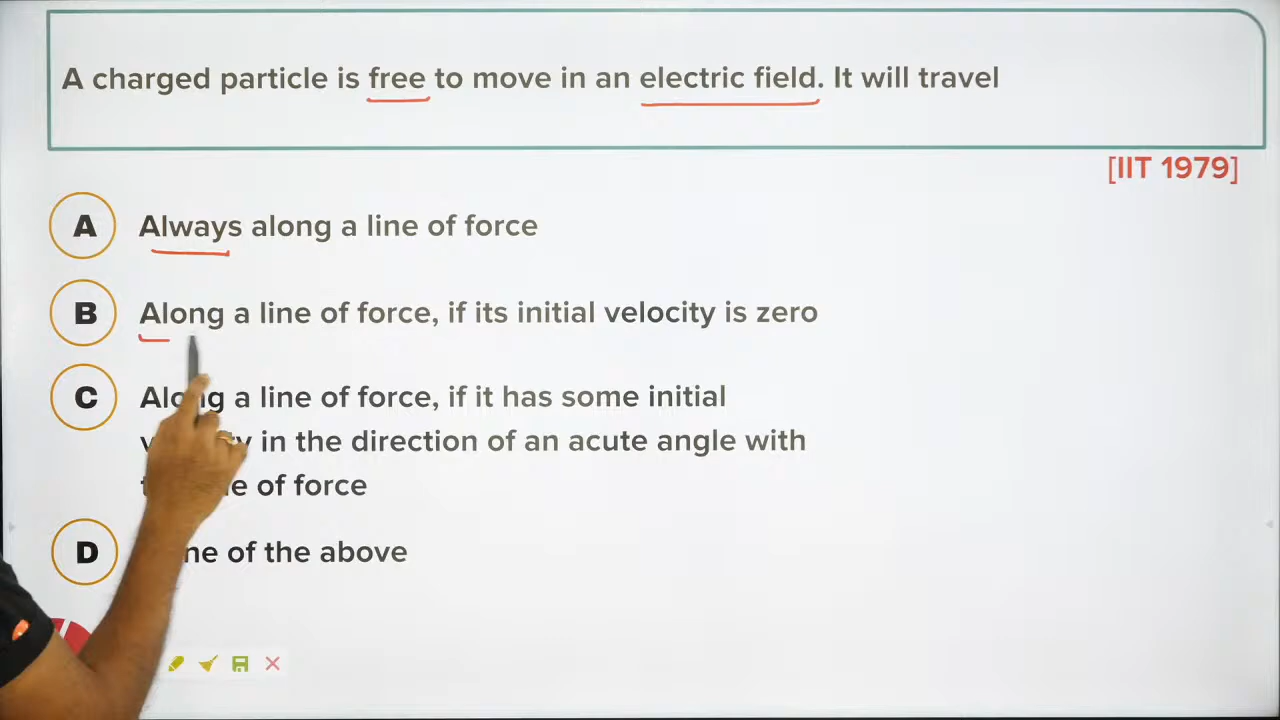 A charged particle is free to move in an electric field. It will travel
[IIT 1979]
A Always along a line of force
B Along a line of force, if its initial velocity is zero
C Along a line of force, if it has some initial
in the direction of an acute angle with
of force
D of the above